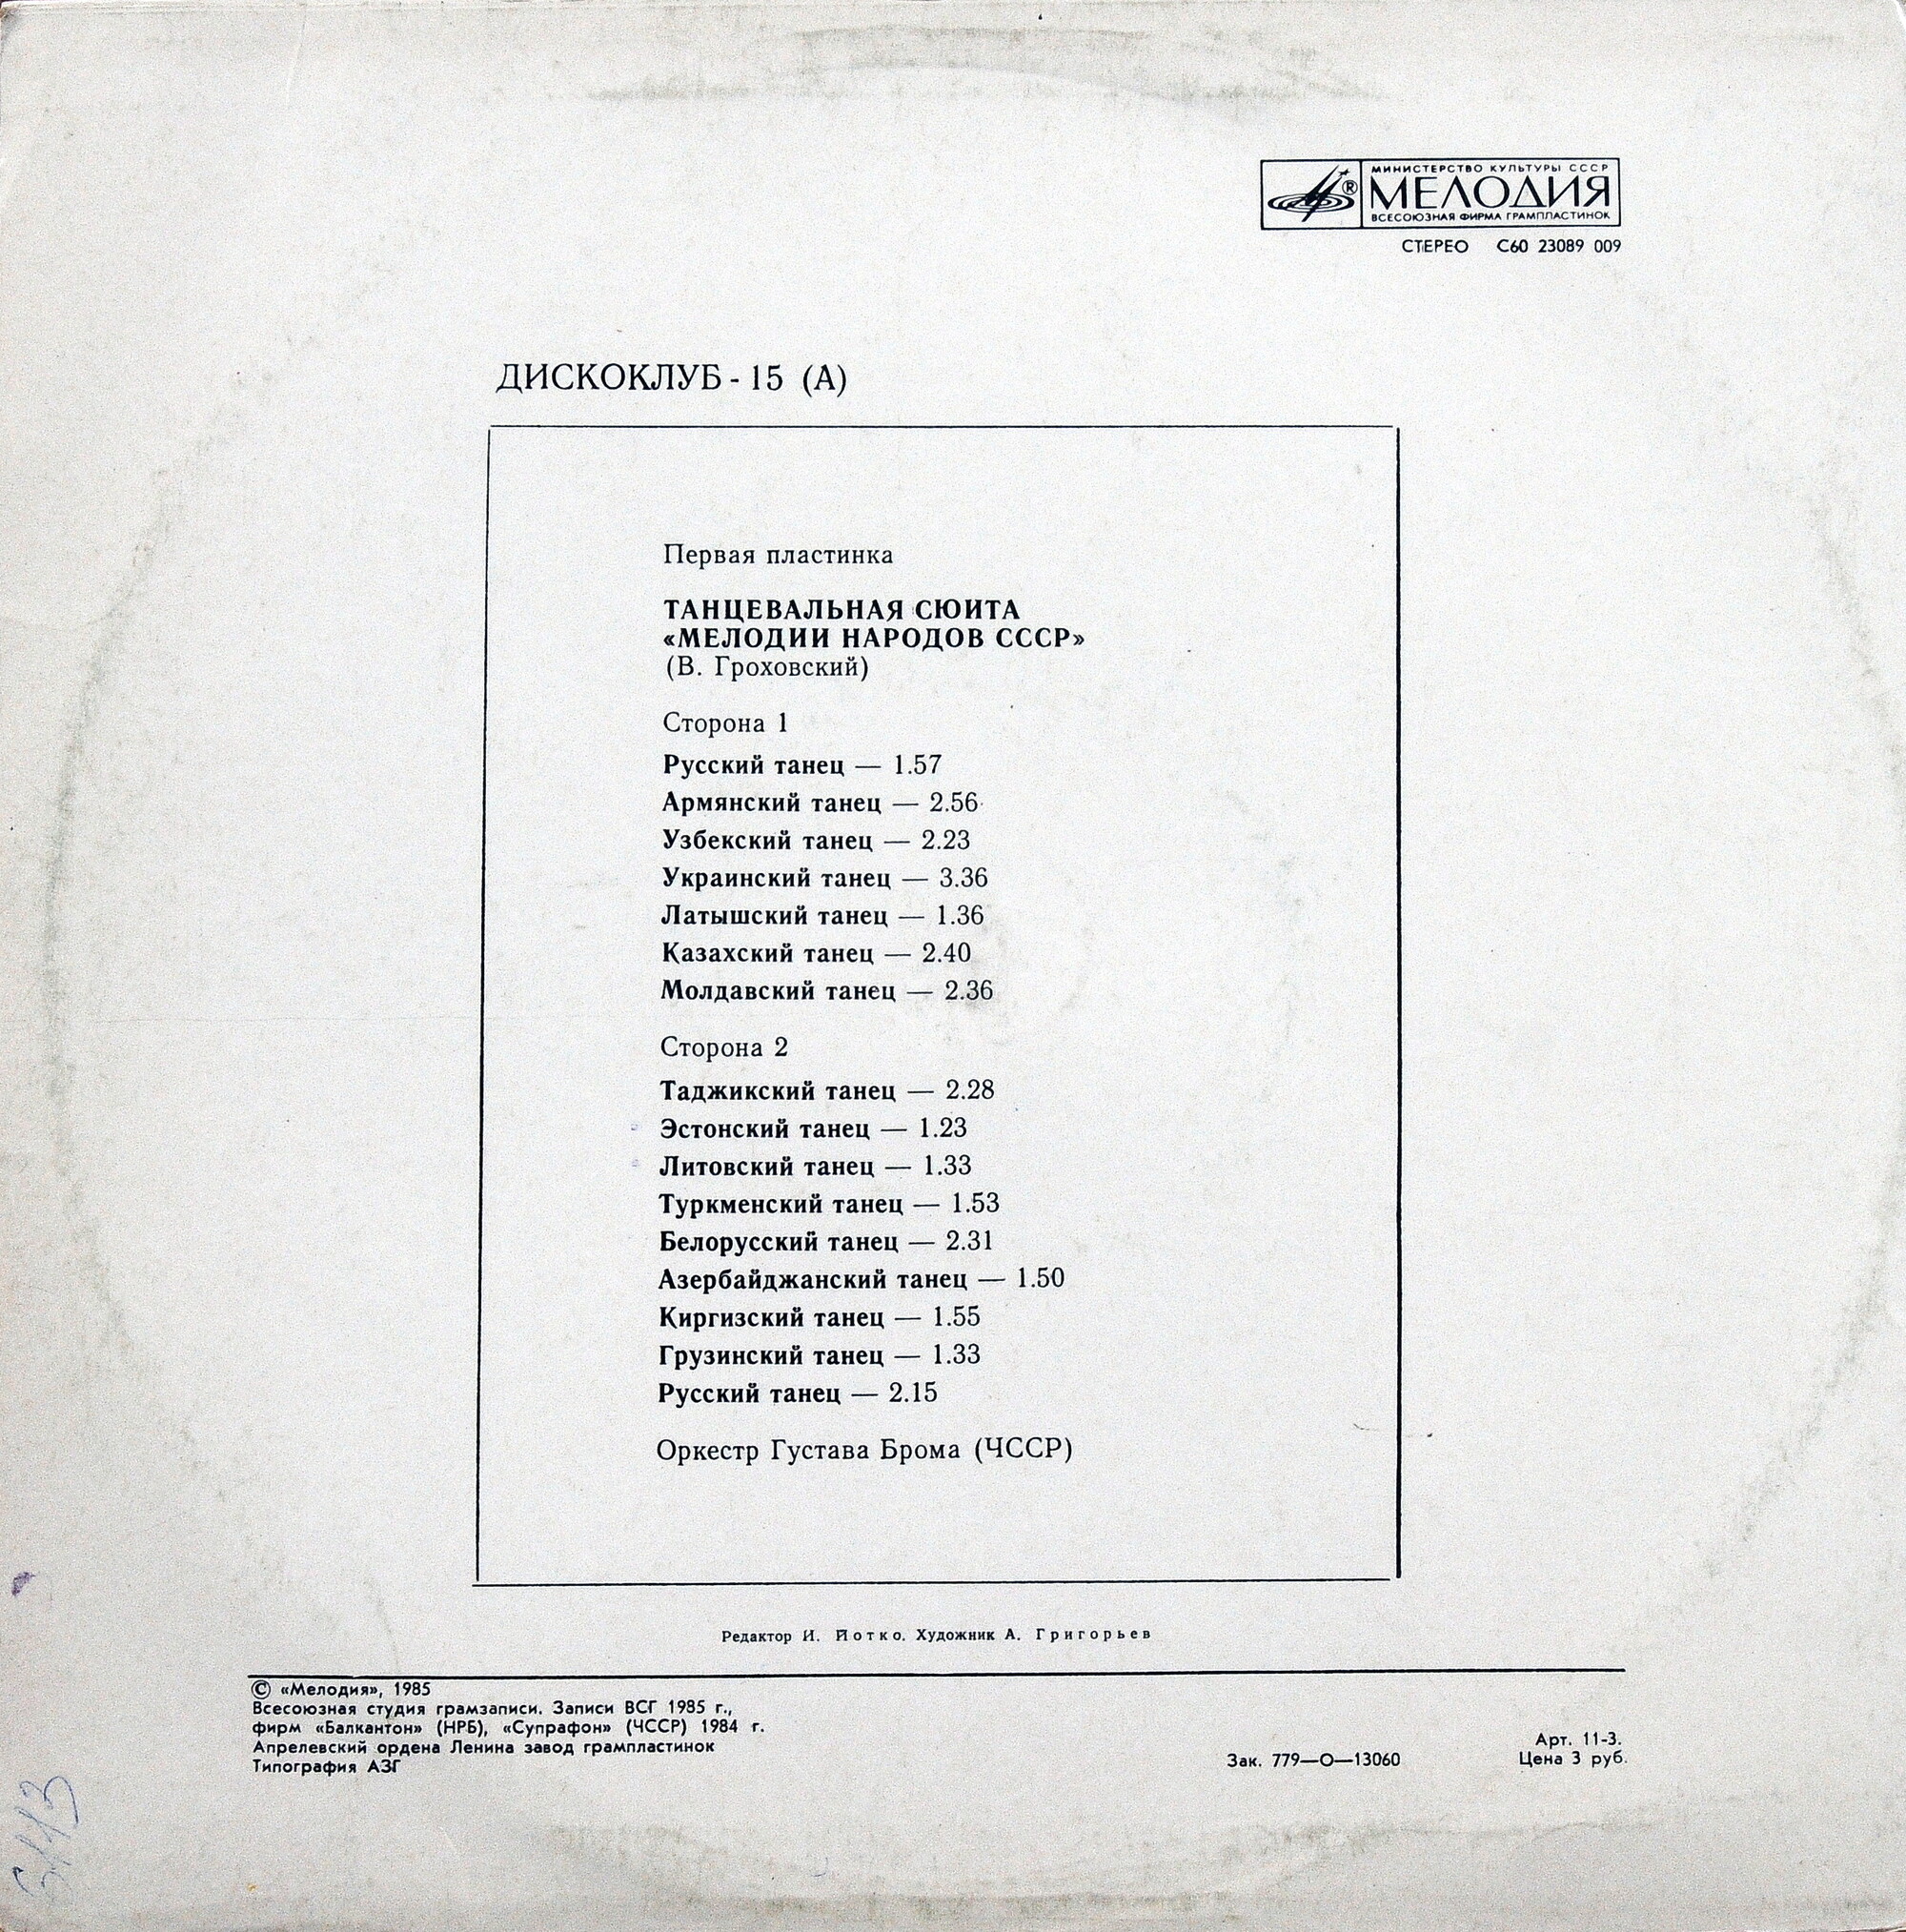 МИНИСТЕРСТВО КУЛЬТУРЫ СССР
МЕЛОДИЯ
ВСЕСОЮЗНАЯ ФИРМА ГРАМПЛАСТИНОК
СТЕРЕО С60 23089 009
ДИСКОКЛУБ - 15 (А)
Первая пластинка
ТАНЦЕВАЛЬНАЯ СЮИТА
«МЕЛОДИИ НАРОДОВ СССР»
(В. Гроховский)
Сторона 1
Русский танец — 1.57
Армянский танец — 2.56
Узбекский танец — 2.23
Украинский танец — 3.36
Латышский танец — 1.36
Казахский танец — 2.40
Молдавский танец — 2.36
Сторона 2
Таджикский танец — 2.28
Эстонский танец — 1.23
Литовский танец — 1.33
Туркменский танец — 1.53
Белорусский танец — 2.31
Азербайджанский танец — 1.50
Киргизский танец — 1.55
Грузинский танец — 1.33
Русский танец — 2.15
Оркестр Густава Брома (ЧССР)
Редактор И. Йотко. Художник А. Григорьев
© «Мелодия», 1985
Всесоюзная студия грамзаписи. Записи ВСГ 1985 г.,
фирм «Балкантон» (НРБ), «Супрафон» (ЧССР) 1984 г.
Апрелевский ордена Ленина завод грампластинок
Типография АЗГ
Зак. 779—О—13060
Арт. 11-3.
Цена 3 руб.